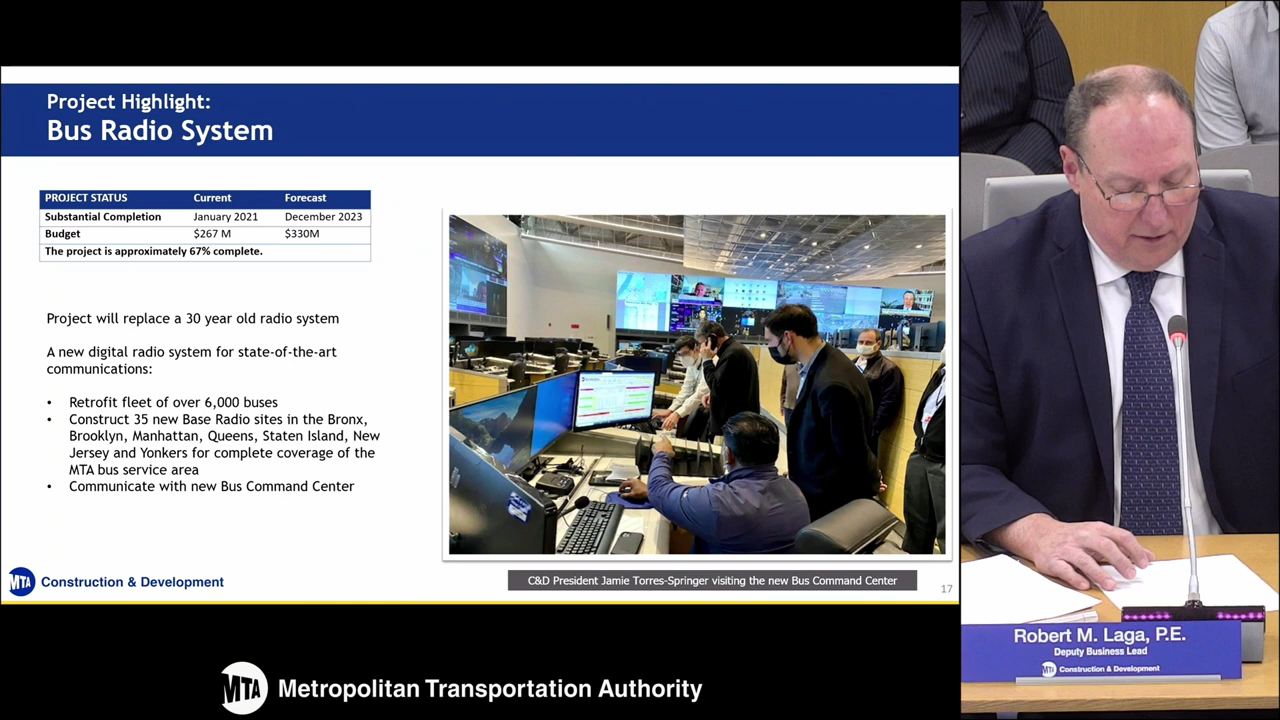 Project Highlight:
Bus Radio System
PROJECT STATUS Current Forecast
Substantial Completion January 2021 December 2023
Budget $267 M $330M
The project is approximately 67% complete.
Project will replace a 30 year old radio system
A new digital radio system for state-of-the-art
communications:
• Retrofit fleet of over 6,000 buses
• Construct 35 new Base Radio sites in the Bronx,
Brooklyn, Manhattan, Queens, Staten Island, New
Jersey and Yonkers for complete coverage of the
MTA bus service area
• Communicate with new Bus Command Center
C&D President Jamie Torres-Springer visiting the new Bus Command Center
MTA Construction & Development
17
Robert M. Laga, P.E.
Deputy Business Lead
MTA Construction & Development
MTA Metropolitan Transportation Authority